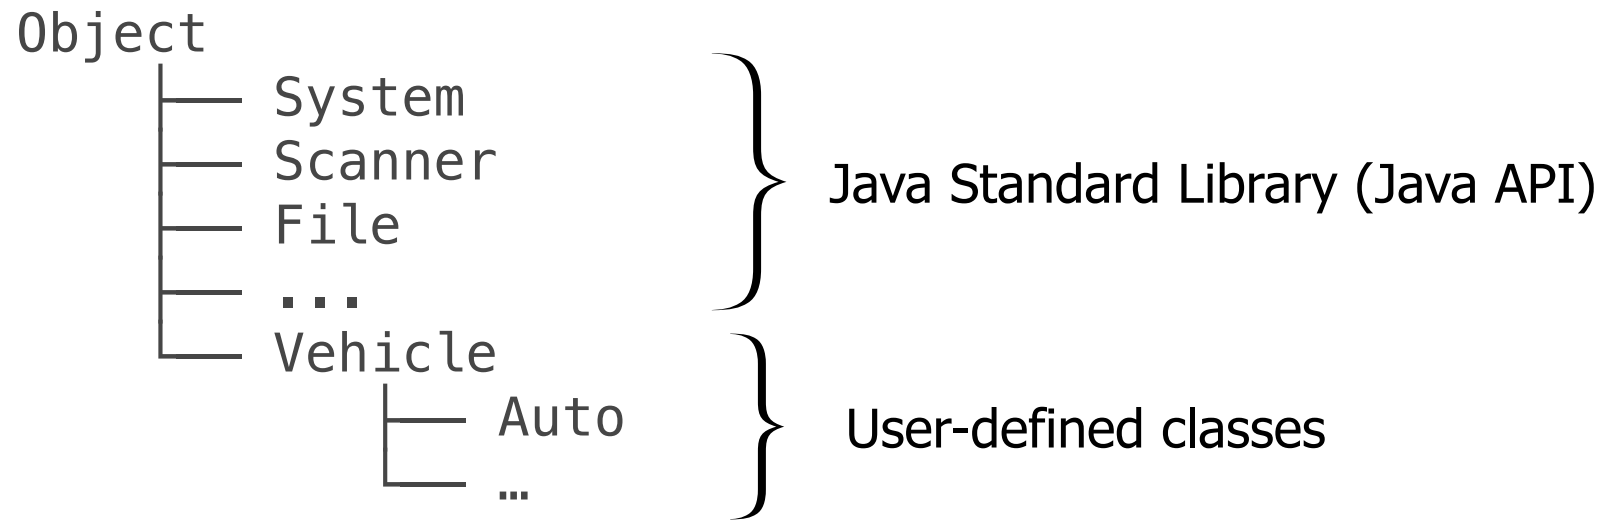 Object
System
Scanner
File
...
Vehicle
Auto
…
Java Standard Library (Java API)
User-defined classes